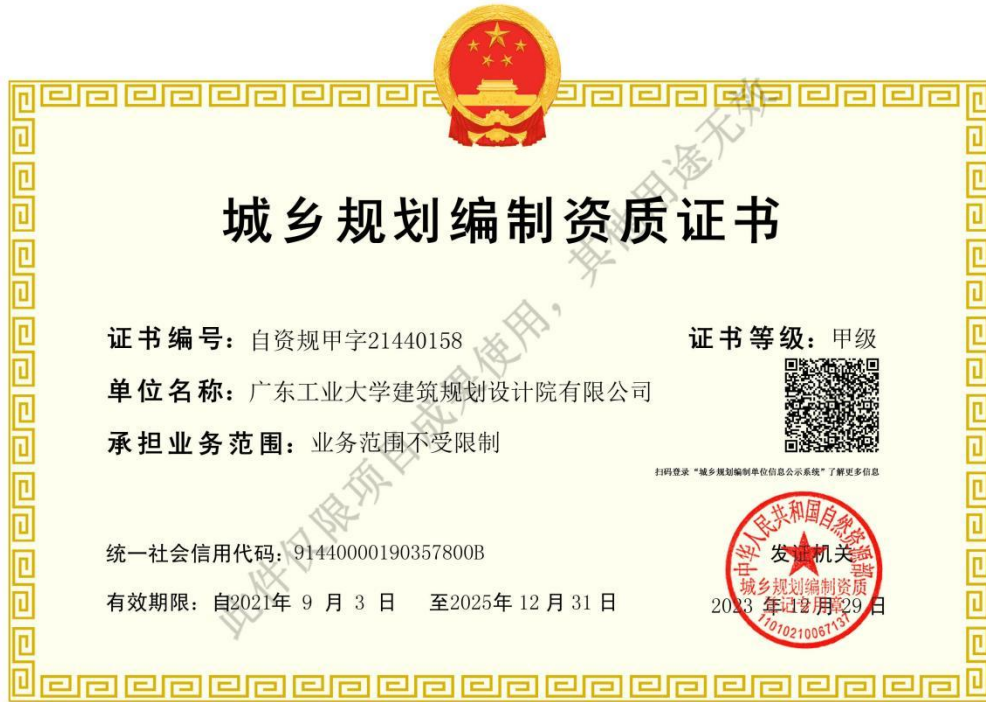 城乡规划编制资质证书
证书编号：自资规甲字21440158
证书等级：甲级
单位名称：广东工业大学建筑规划设计院有限公司
承担业务范围：业务范围不受限制
扫码登录“城乡规划编制单位信息公示系统”了解更多信息
统一社会信用代码：91440000190357800B
发证机关
有效期限：自2021年 9 月 3 日 至2025年 12 月 31 日
2023 年 12 月 29 日
中华人民共和国自然资源部
城乡规划编制资质
登记专用章
11010210067137
此件仅限项目成果使用，其他用途无效